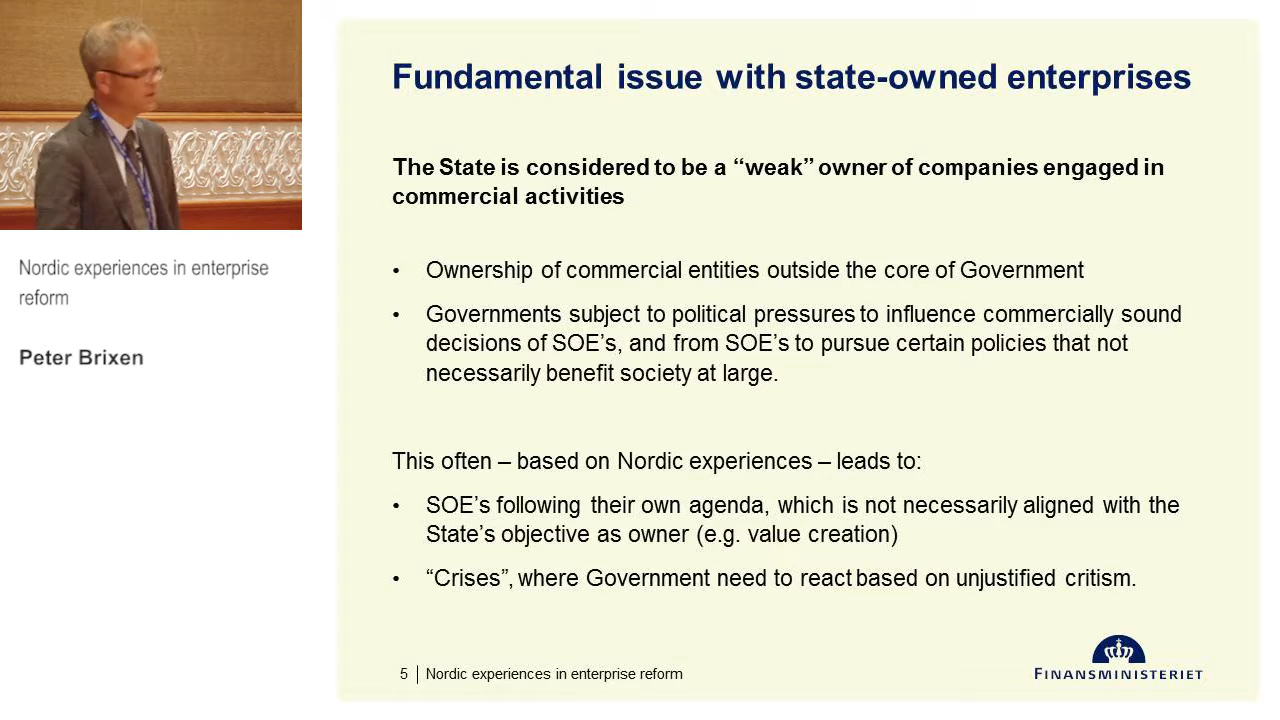 Nordic experiences in enterprise
reform
Peter Brixen
Fundamental issue with state-owned enterprises
The State is considered to be a “weak” owner of companies engaged in
commercial activities
• Ownership of commercial entities outside the core of Government
• Governments subject to political pressures to influence commercially sound
decisions of SOE’s, and from SOE’s to pursue certain policies that not
necessarily benefit society at large.
This often – based on Nordic experiences – leads to:
• SOE’s following their own agenda, which is not necessarily aligned with the
State’s objective as owner (e.g. value creation)
• “Crises”, where Government need to react based on unjustified critism.
5 | Nordic experiences in enterprise reform
FINANSMINISTERIET